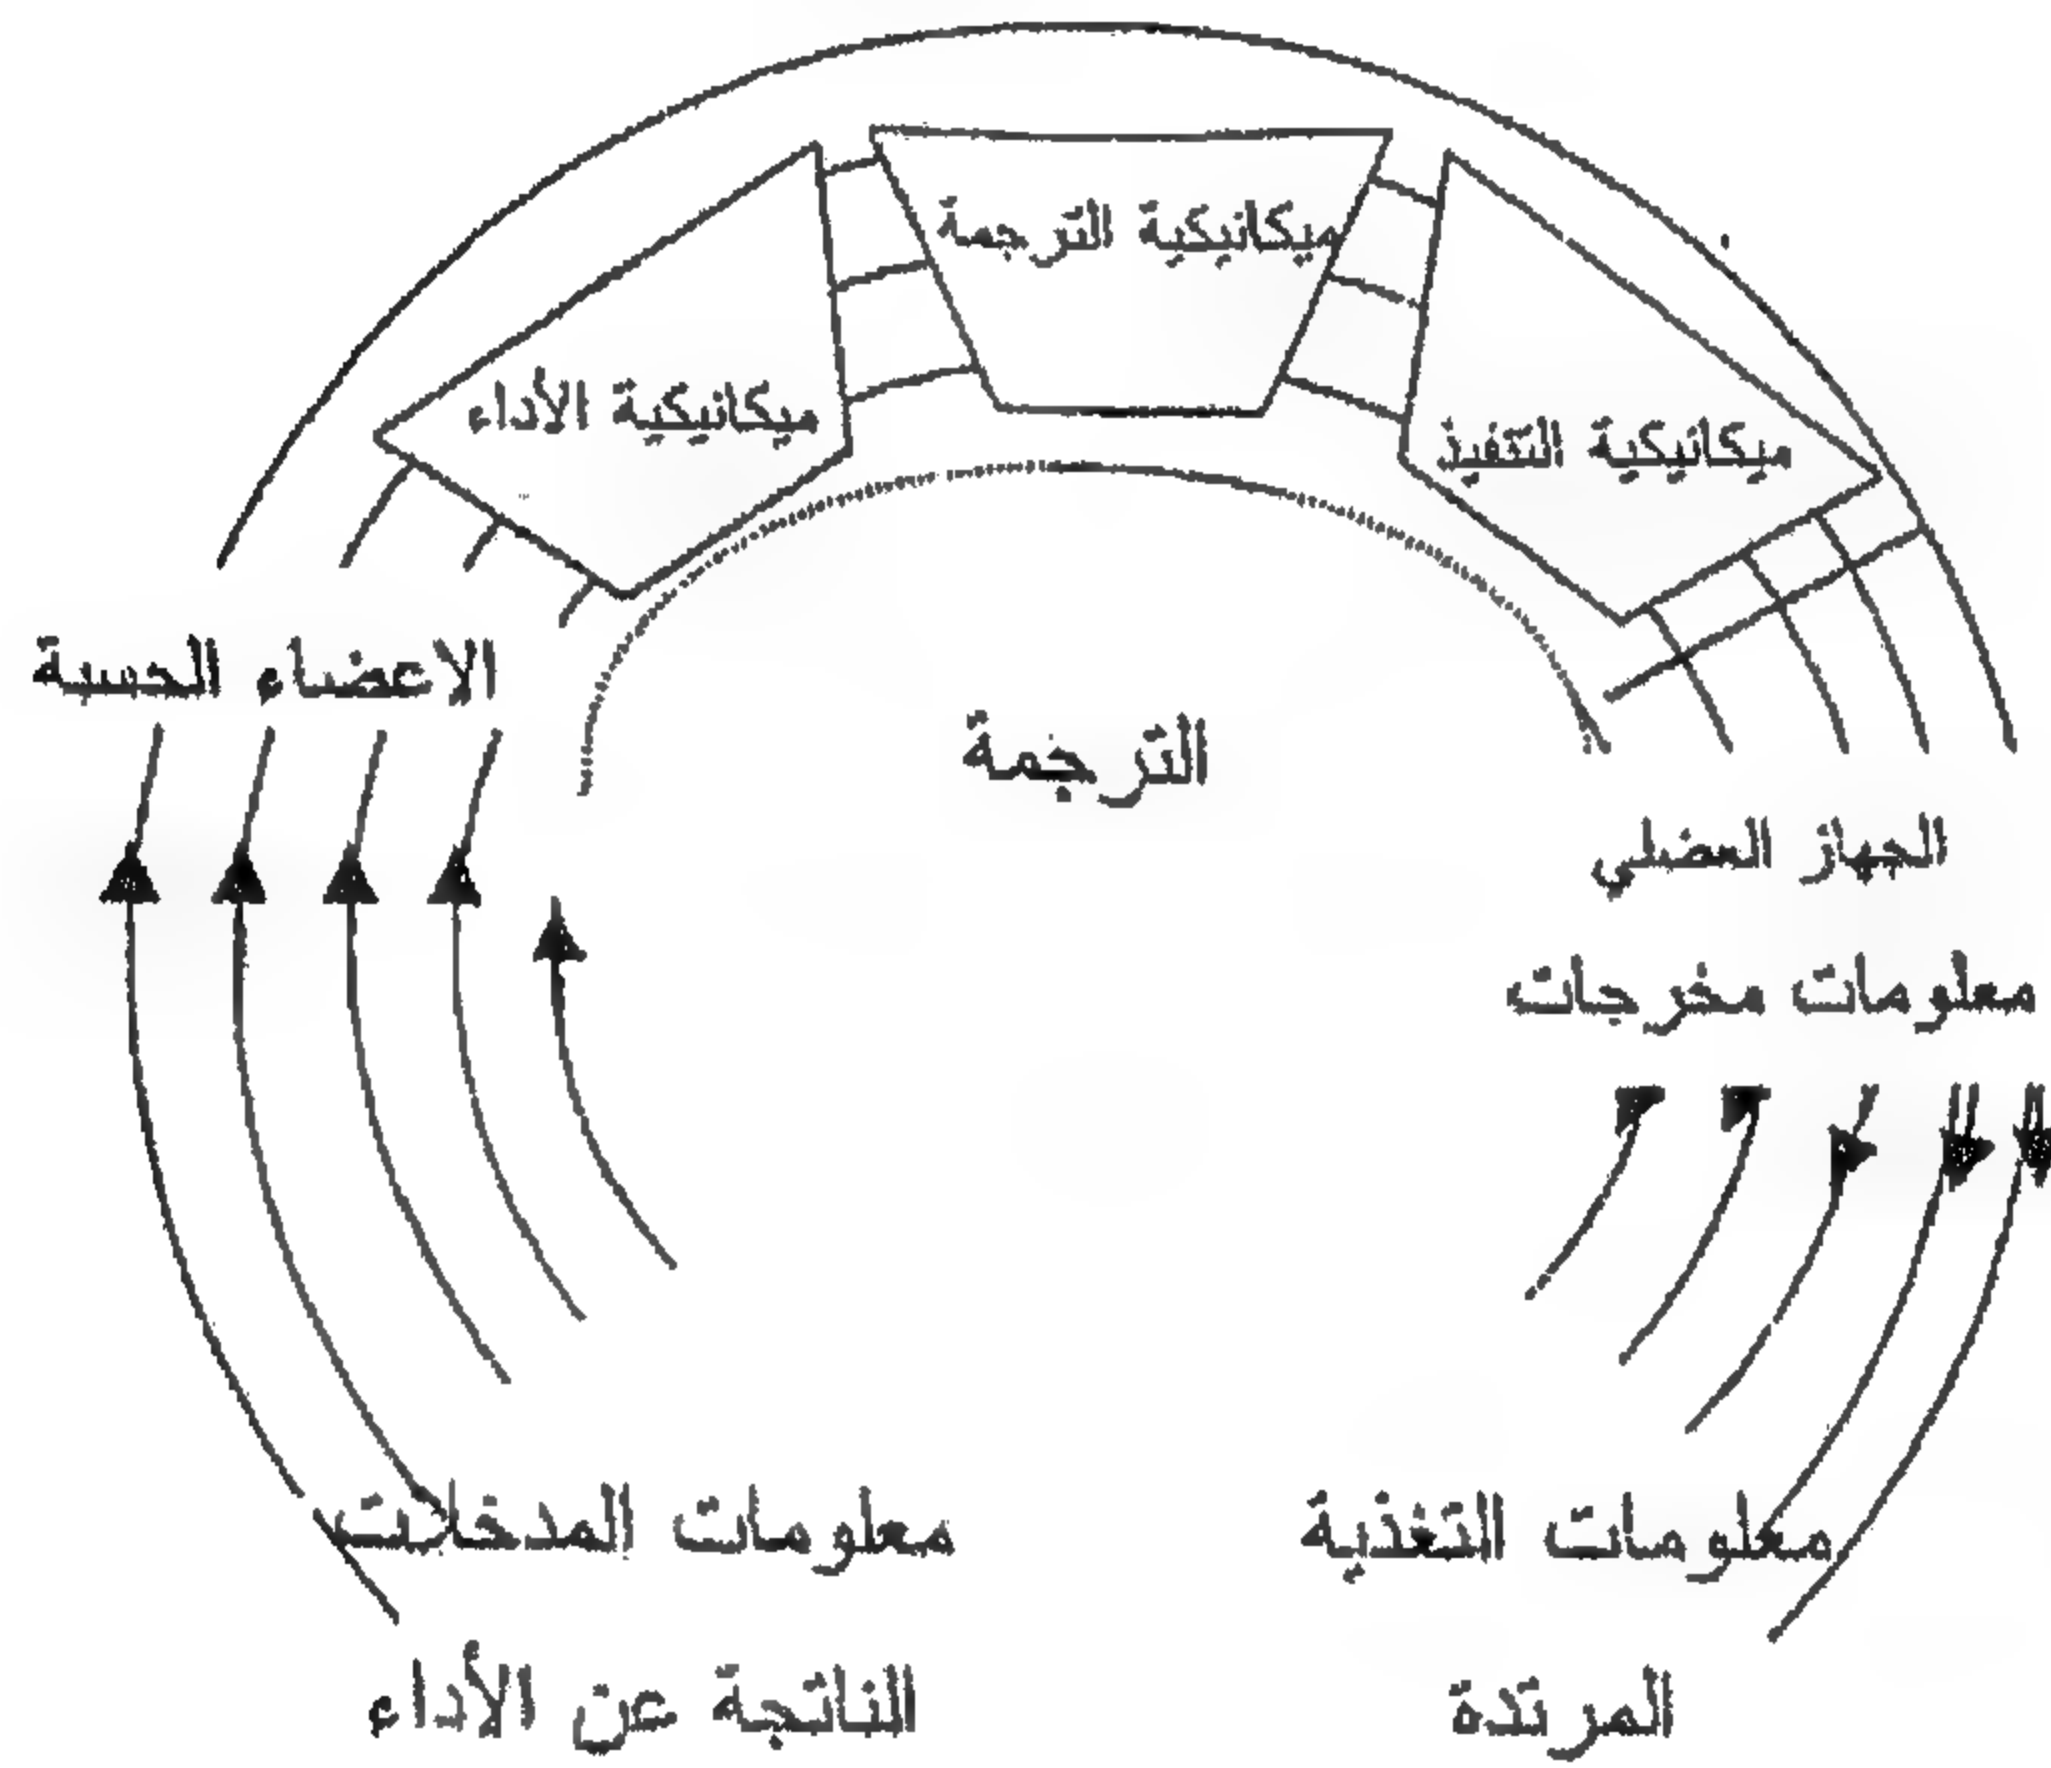 ميكانيكية الترجمة
ميكانيكية الأداء
ميكانيكية التنفيذ
الاعضاء الحسية
الترجمة
الجهاز العضلي
معلومات مخرجات
معلومات التغذية
المرتدة
معلومات المدخلات
الناتجة عن الأداء